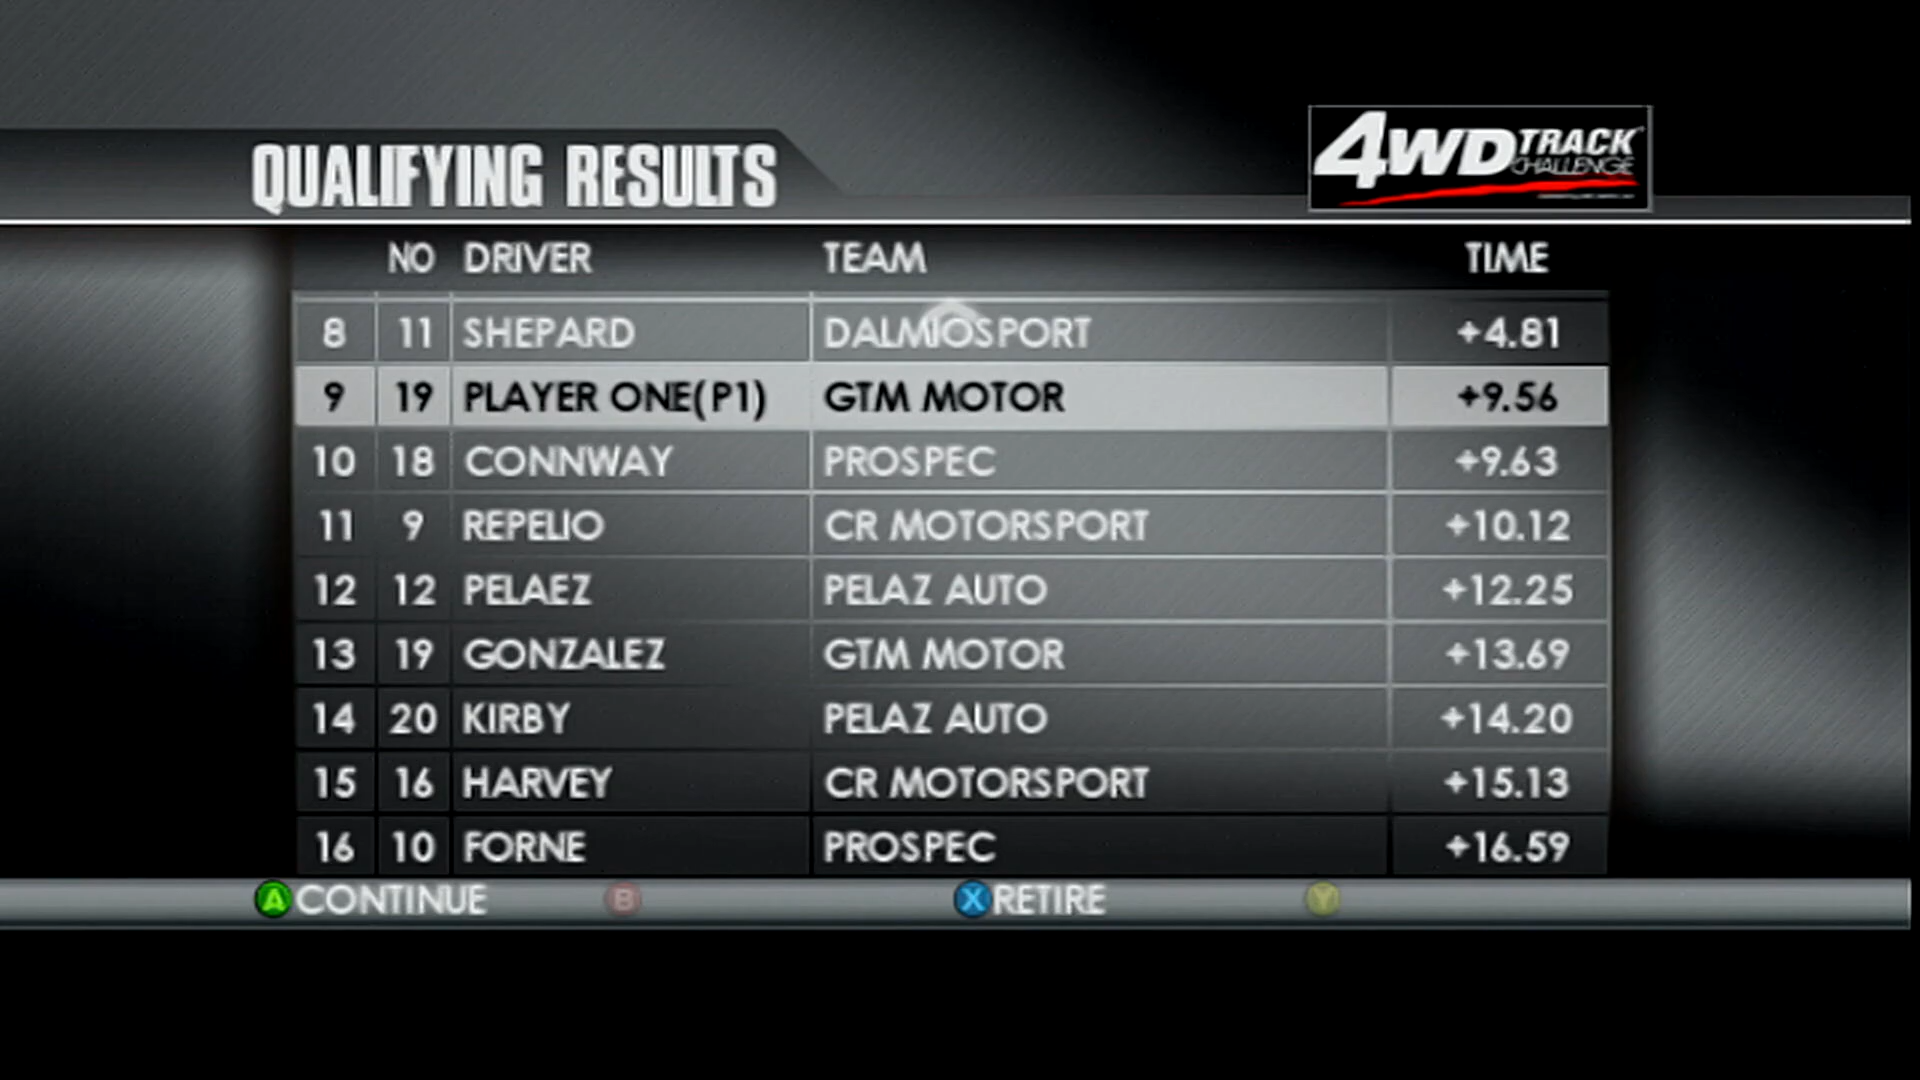 QUALIFYING RESULTS
4WD TRACK CHALLENGE
NO DRIVER TEAM TIME
8 11 SHEPARD DALMIOSPORT +4.81
9 19 PLAYER ONE(P1) GTM MOTOR +9.56
10 18 CONNWAY PROSPEC +9.63
11 9 REPELIO CR MOTORSPORT +10.12
12 12 PELAEZ PELAZ AUTO +12.25
13 19 GONZALEZ GTM MOTOR +13.69
14 20 KIRBY PELAZ AUTO +14.20
15 16 HARVEY CR MOTORSPORT +15.13
16 10 FORNE PROSPEC +16.59
A CONTINUE B X RETIRE Y